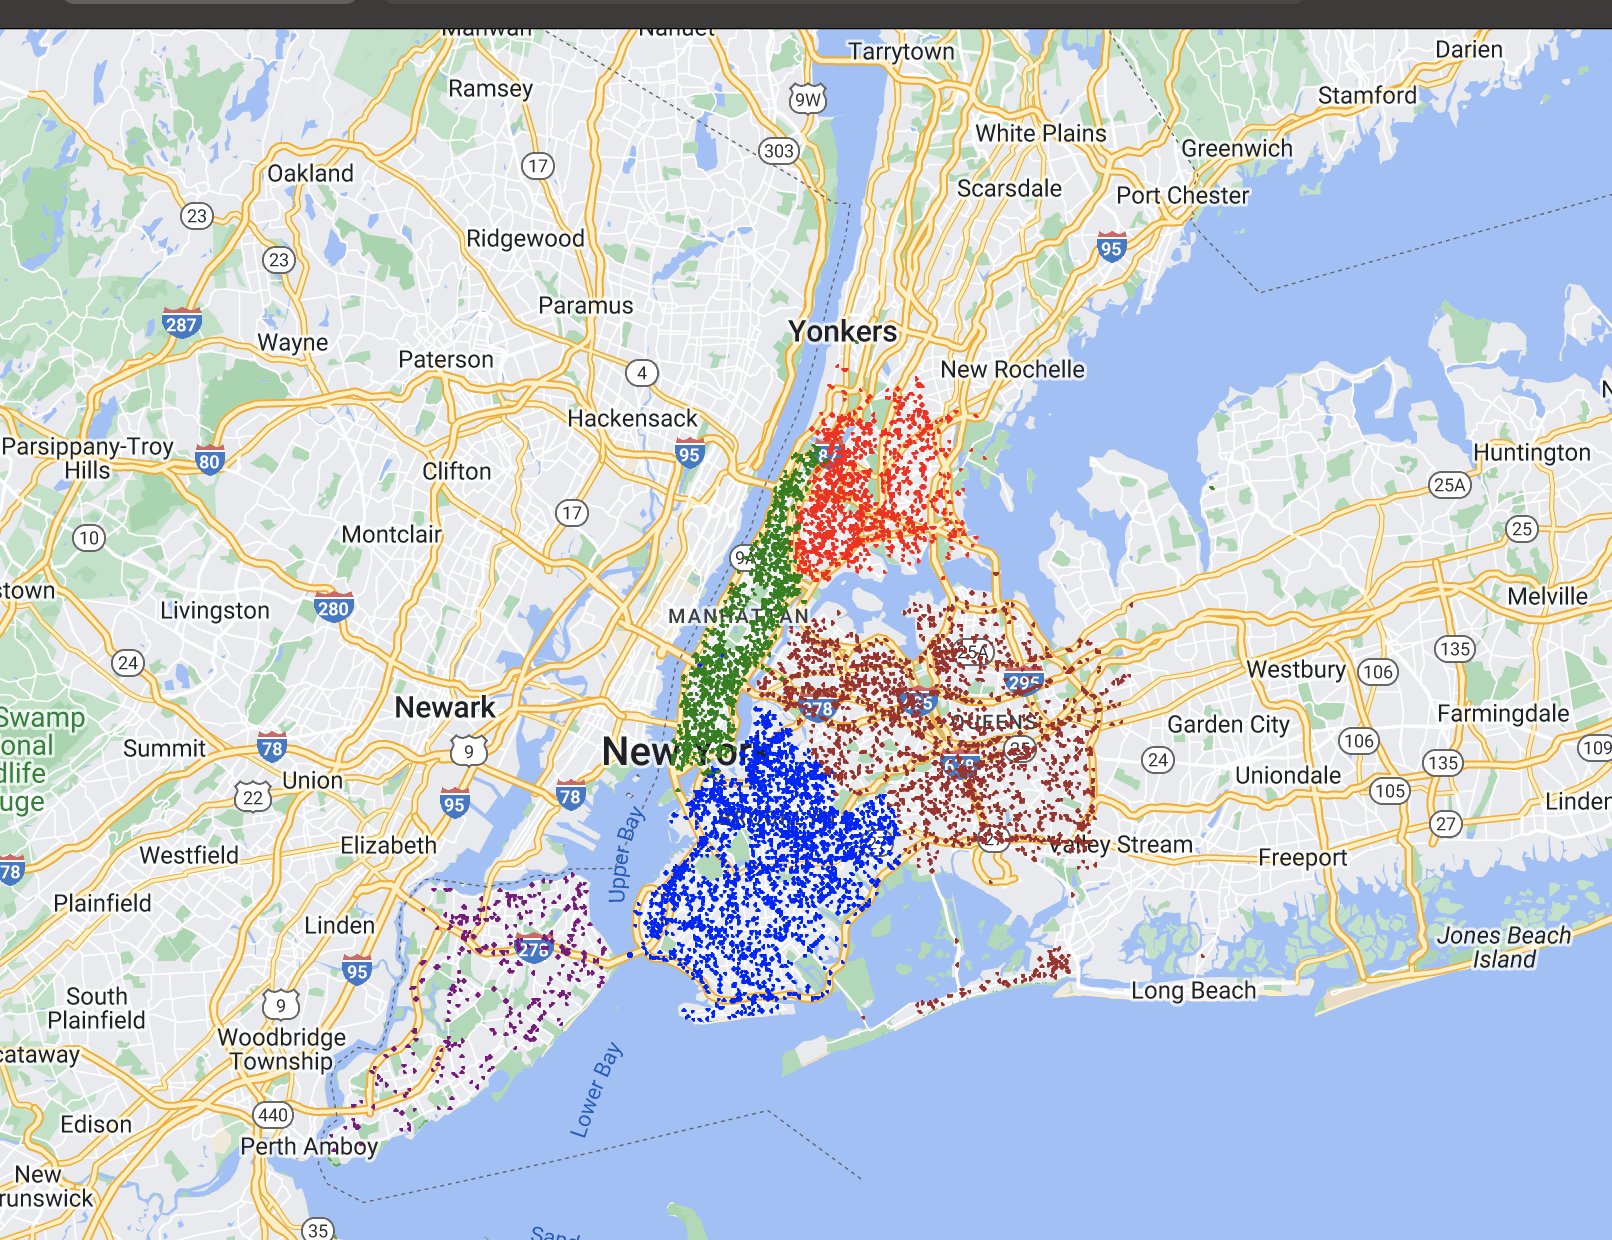 Mahwah
Nanuet
Tarrytown
Darien
Ramsey
9W
Stamford
White Plains
303
Greenwich
17
Oakland
Scarsdale
Port Chester
23
Ridgewood
95
23
Paramus
287
Yonkers
Wayne
Paterson
4
New Rochelle
Hackensack
Parsippany-Troy
Hills
80
95
Clifton
Huntington
25A
17
10
Montclair
25
9A
stown
Livingston
280
Melville
MANHATTAN
24
25A
135
Westbury
106
295
Newark
278
QUEENS
Garden City
Farmingdale
Swamp
onal
dlife
uge
Summit
78
9
New York
25
24
106
109
135
Union
22
95
78
678
Uniondale
105
Linden
Upper Bay
27
Elizabeth
Valley Stream
Freeport
Westfield
78
Plainfield
Linden
278
95
Jones Beach
Island
Long Beach
South
Plainfield
9
Woodbridge
Township
cataway
Lower Bay
440
Edison
Perth Amboy
New
runswick
35
Sand